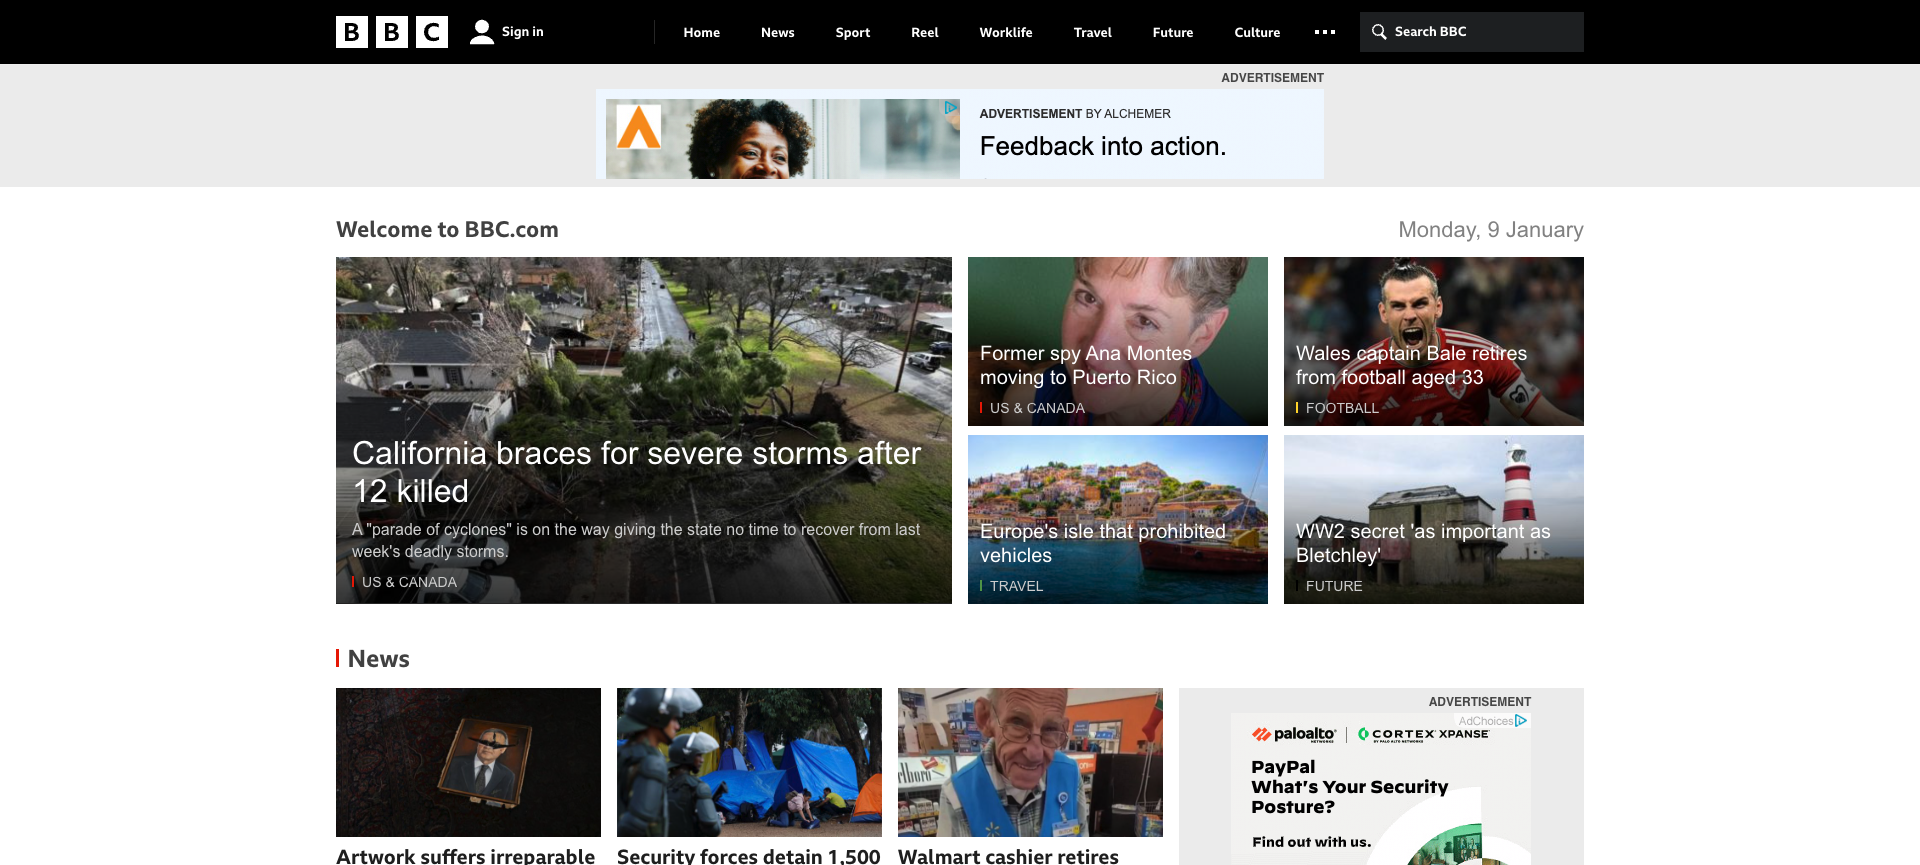 BBC
Sign in
Home
News
Sport
Reel
Worklife
Travel
Future
Culture
Search BBC
ADVERTISEMENT
ADVERTISEMENT BY ALCHEMER
Feedback into action.
Welcome to BBC.com
Monday, 9 January
California braces for severe storms after
12 killed
A "parade of cyclones" is on the way giving the state no time to recover from last
week's deadly storms.
US & CANADA
Former spy Ana Montes
moving to Puerto Rico
US & CANADA
Wales captain Bale retires
from football aged 33
FOOTBALL
Europe's isle that prohibited
vehicles
TRAVEL
WW2 secret 'as important as
Bletchley'
FUTURE
News
Artwork suffers irreparable
Security forces detain 1,500
Walmart cashier retires
ADVERTISEMENT
AdChoices
paloalto
NETWORKS
CORTEX XPANSE
BY PALO ALTO NETWORKS
PayPal
What's Your Security
Posture?
Find out with us.